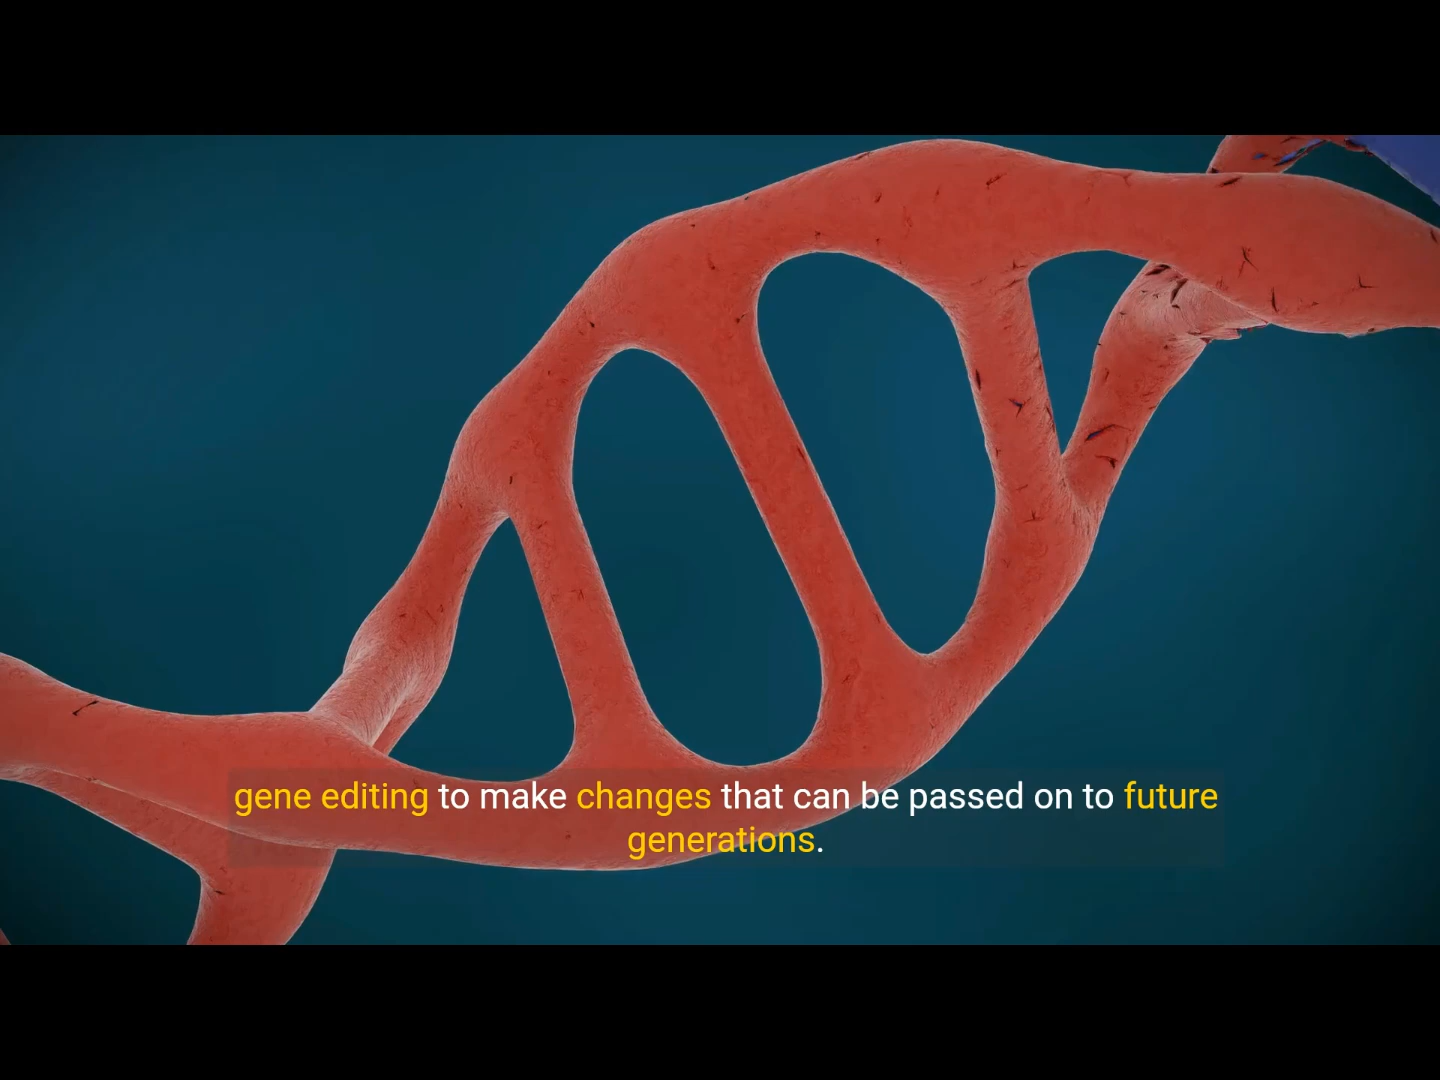 gene editing to make changes that can be passed on to future
generations.